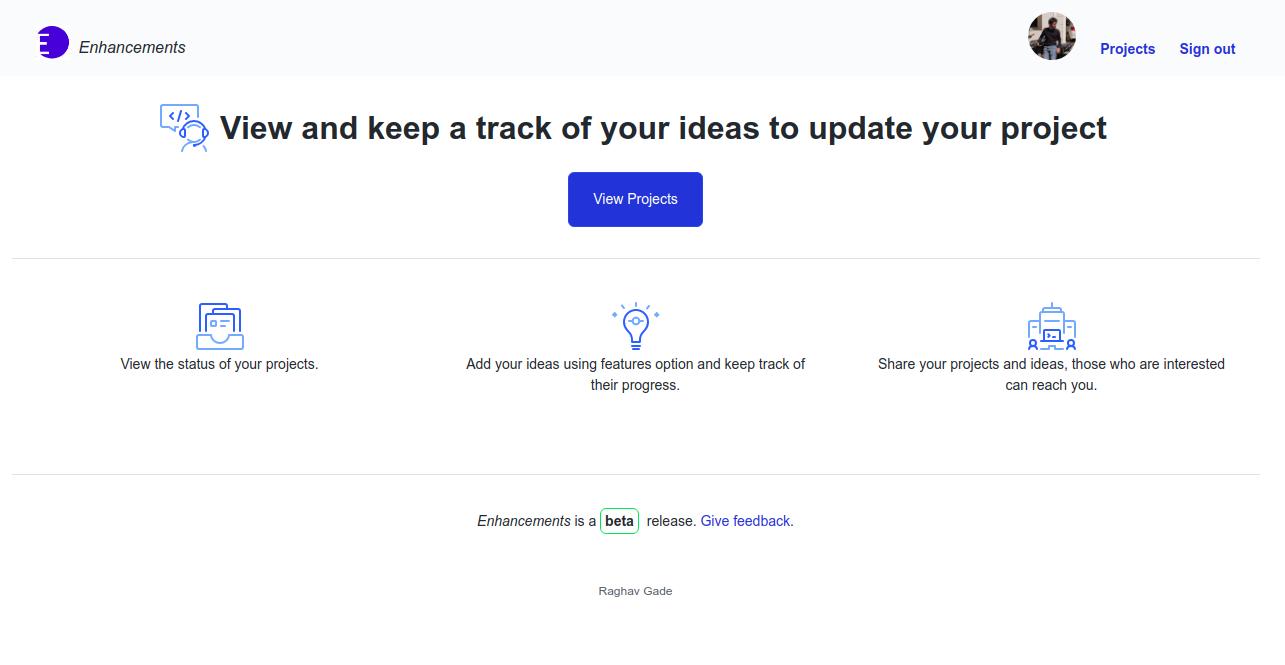 Enhancements
Projects
Sign out
</> View and keep a track of your ideas to update your project
View Projects
View the status of your projects.
Add your ideas using features option and keep track of
their progress.
Share your projects and ideas, those who are interested
can reach you.
Enhancements is a beta release. Give feedback.
Raghav Gade